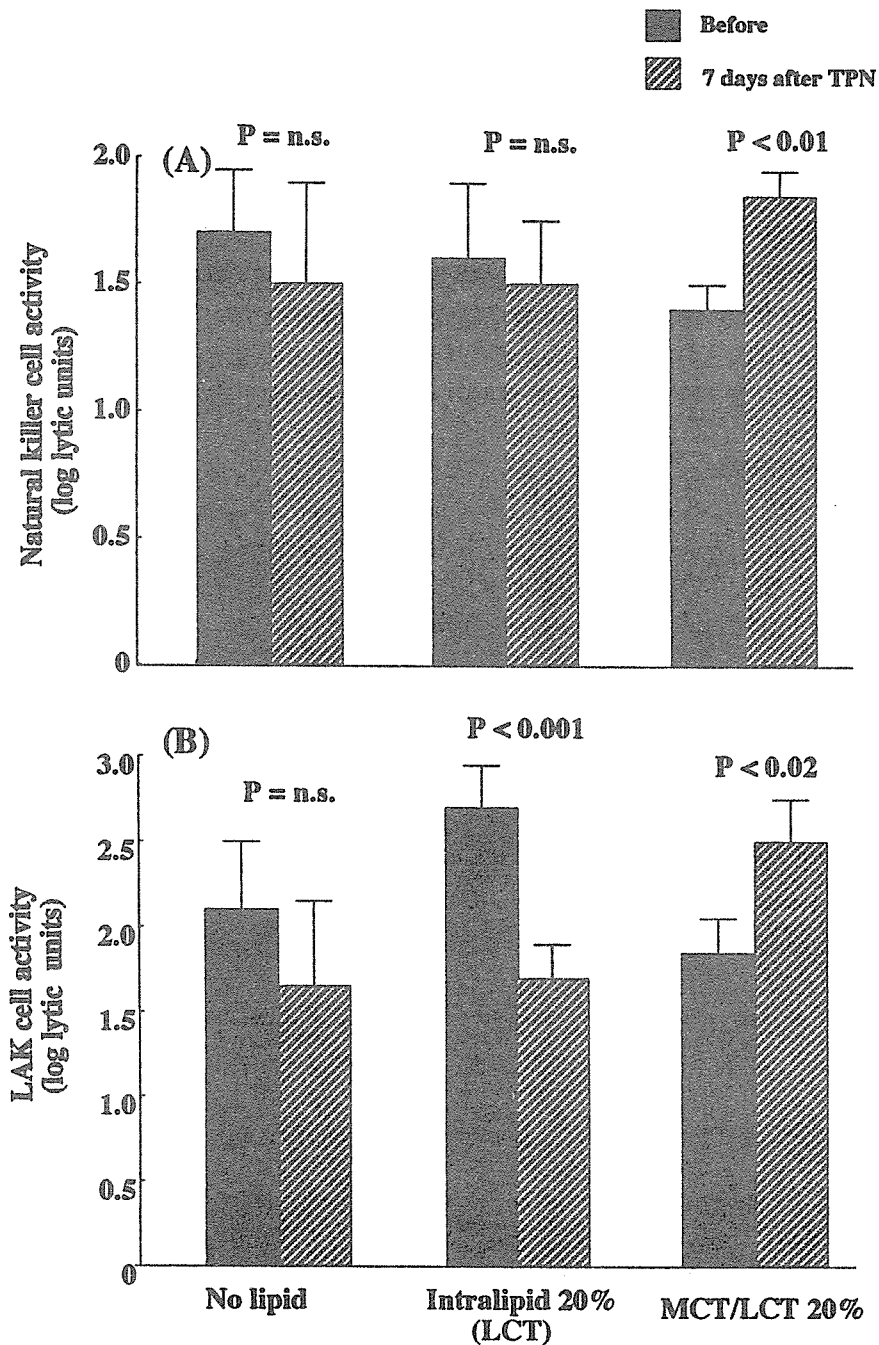 Before
7 days after TPN
(A)
P = n.s.
P = n.s.
P < 0.01
2.0
1.5
1.0
0.5
0
Natural killer cell activity
(log lytic units)
(B)
P = n.s.
P < 0.001
P < 0.02
3.0
2.5
2.0
1.5
1.0
0.5
0
LAK cell activity
(log lytic units)
No lipid
Intralipid 20%
(LCT)
MCT/LCT 20%